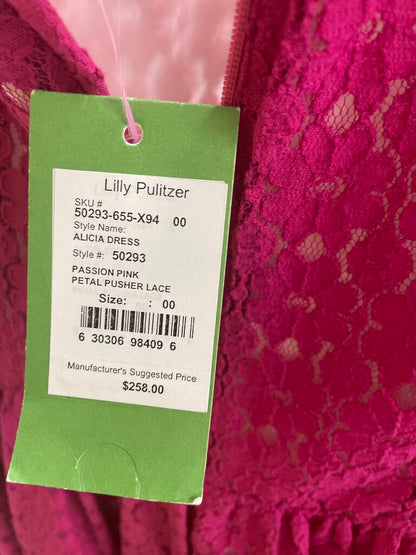 Lilly Pulitzer
SKU #
50293-655-X94 00
Style Name:
ALICIA DRESS
Style #: 50293
PASSION PINK
PETAL PUSHER LACE
Size: : 00
6 30306 98409 6
Manufacturer's Suggested Price
$258.00